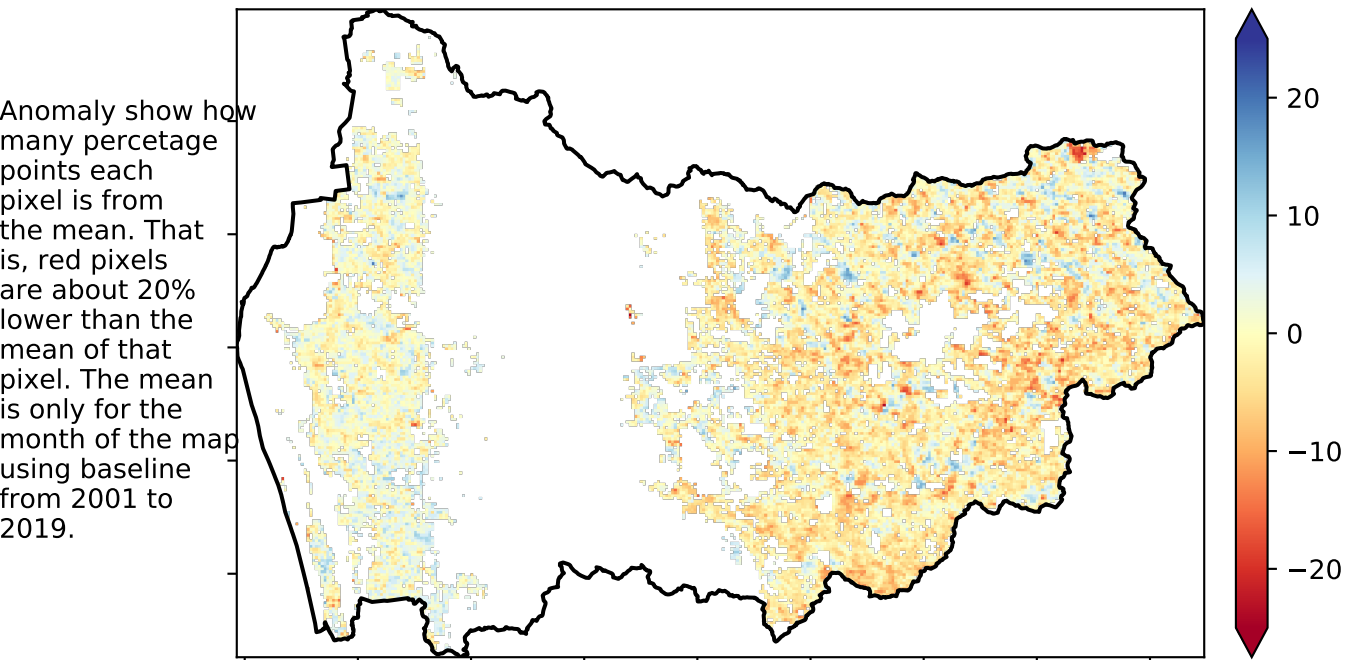 Anomaly show how
many percetage
points each
pixel is from
the mean. That
is, red pixels
are about 20%
lower than the
mean of that
pixel. The mean
is only for the
month of the map
using baseline
from 2001 to
2019.
20
10
0
−10
−20